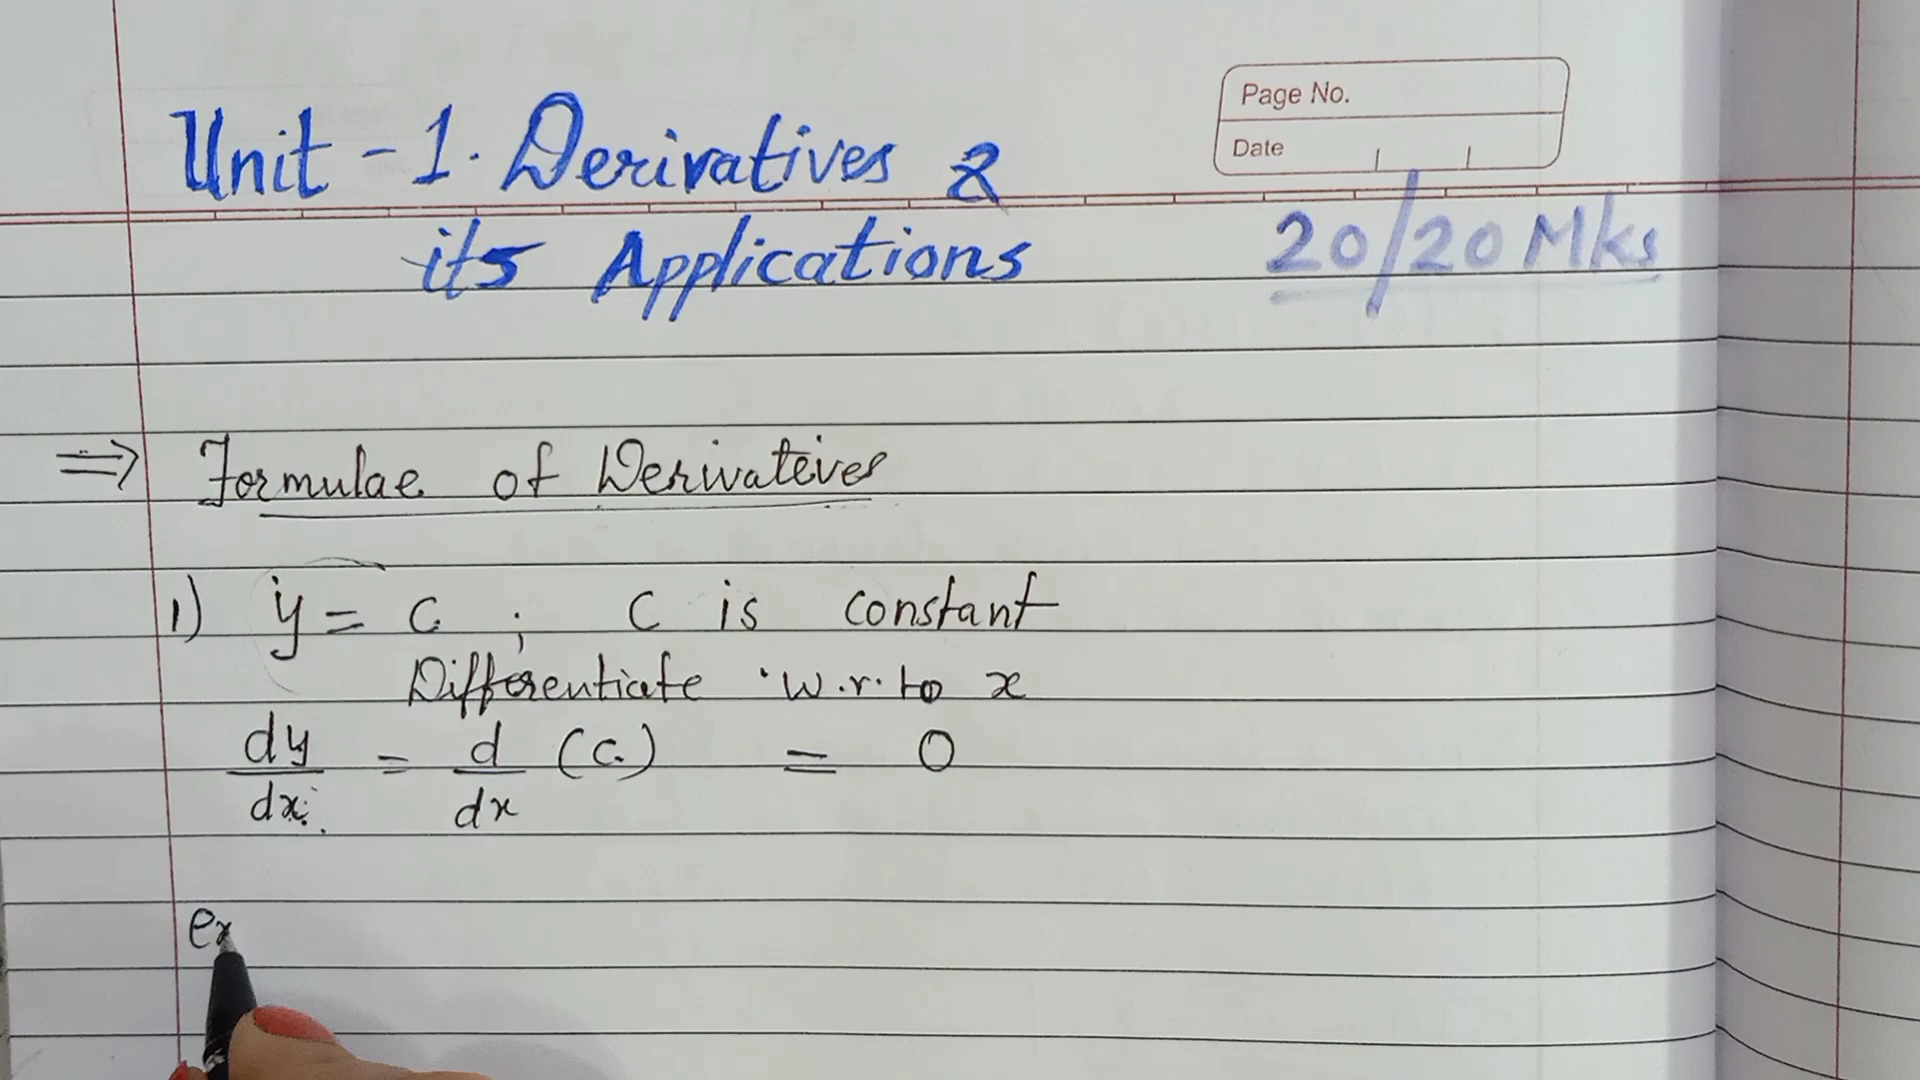 Page No.
Date
Unit - 1. Derivatives &
its Applications
20/20 Mks
⇒ Formulae of Derivatives
1) y = c ; c is constant
Differentiate w.r. to x
dy/dx = d/dx (c) = 0
ex